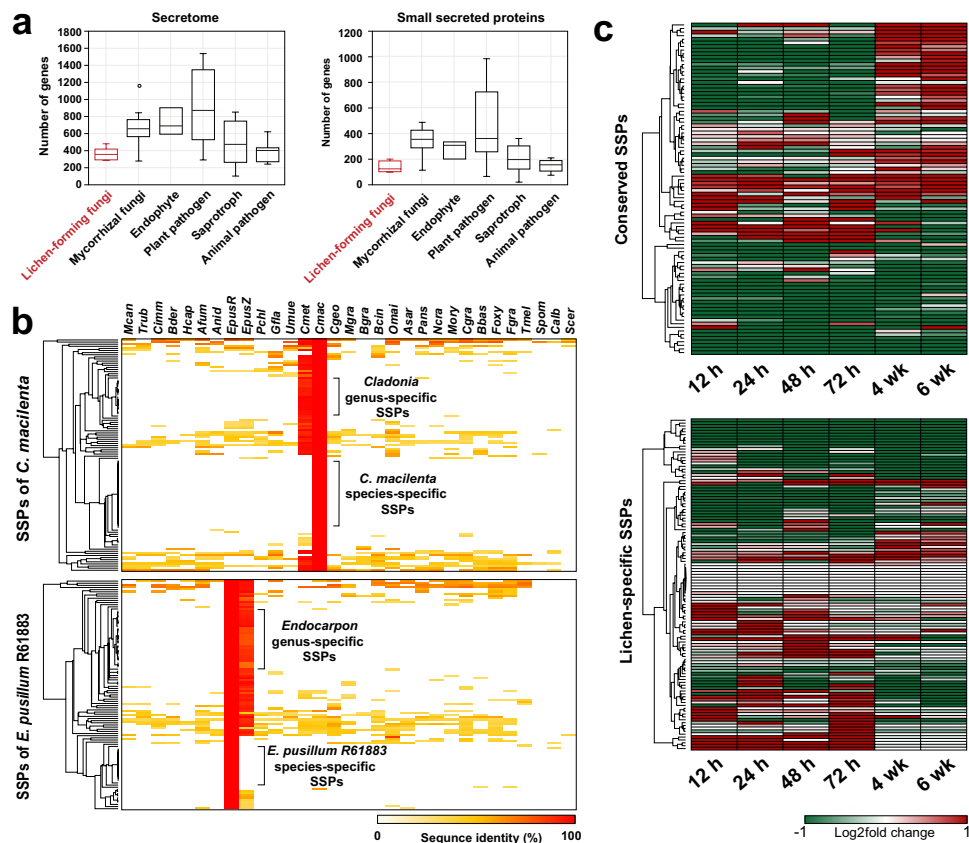 a
Secretome
Number of genes
1800
1600
1400
1200
1000
800
600
400
200
0
Lichen-forming fungi
Mycorrhizal fungi
Endophyte
Plant pathogen
Saprotroph
Animal pathogen
Small secreted proteins
Number of genes
1200
1000
800
600
400
200
0
Lichen-forming fungi
Mycorrhizal fungi
Endophyte
Plant pathogen
Saprotroph
Animal pathogen
b
Mcan Trub Cimm Bder Hcap Afum Anid EpusR EpusZ Pchl Gfla Umue Cmet Cmac Cgeo Mgra Bgra Bcin Omai Asar Pans Ncra Mory Cgra Bbas Foxy Fgra Tmel Spom Calb Scer
SSPs of C. macilenta
Cladonia
genus-specific
SSPs
C. macilenta
species-specific
SSPs
SSPs of E. pusillum R61883
Endocarpon
genus-specific
SSPs
E. pusillum R61883
species-specific
SSPs
0
100
Sequnce identity (%)
c
Conserved SSPs
12 h
24 h
48 h
72 h
4 wk
6 wk
Lichen-specific SSPs
12 h
24 h
48 h
72 h
4 wk
6 wk
-1
1
Log2fold change